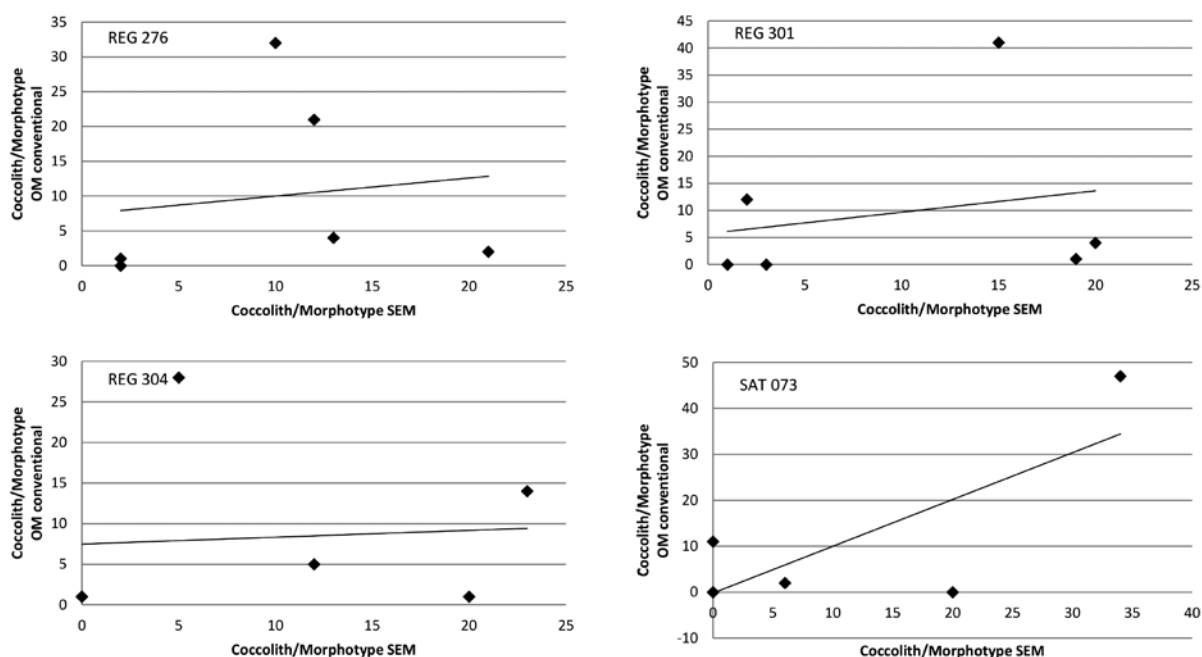 REG 276
Coccolith/Morphotype
OM conventional
35
30
25
20
15
10
5
0
0 5 10 15 20 25
Coccolith/Morphotype SEM
REG 301
Coccolith/Morphotype
OM conventional
45
40
35
30
25
20
15
10
5
0
0 5 10 15 20 25
Coccolith/Morphotype SEM
REG 304
Coccolith/Morphotype
OM conventional
30
25
20
15
10
5
0
0 5 10 15 20 25
Coccolith/Morphotype SEM
SAT 073
Coccolith/Morphotype
OM conventional
50
40
30
20
10
0
-10
0 5 10 15 20 25 30 35 40
Coccolith/Morphotype SEM